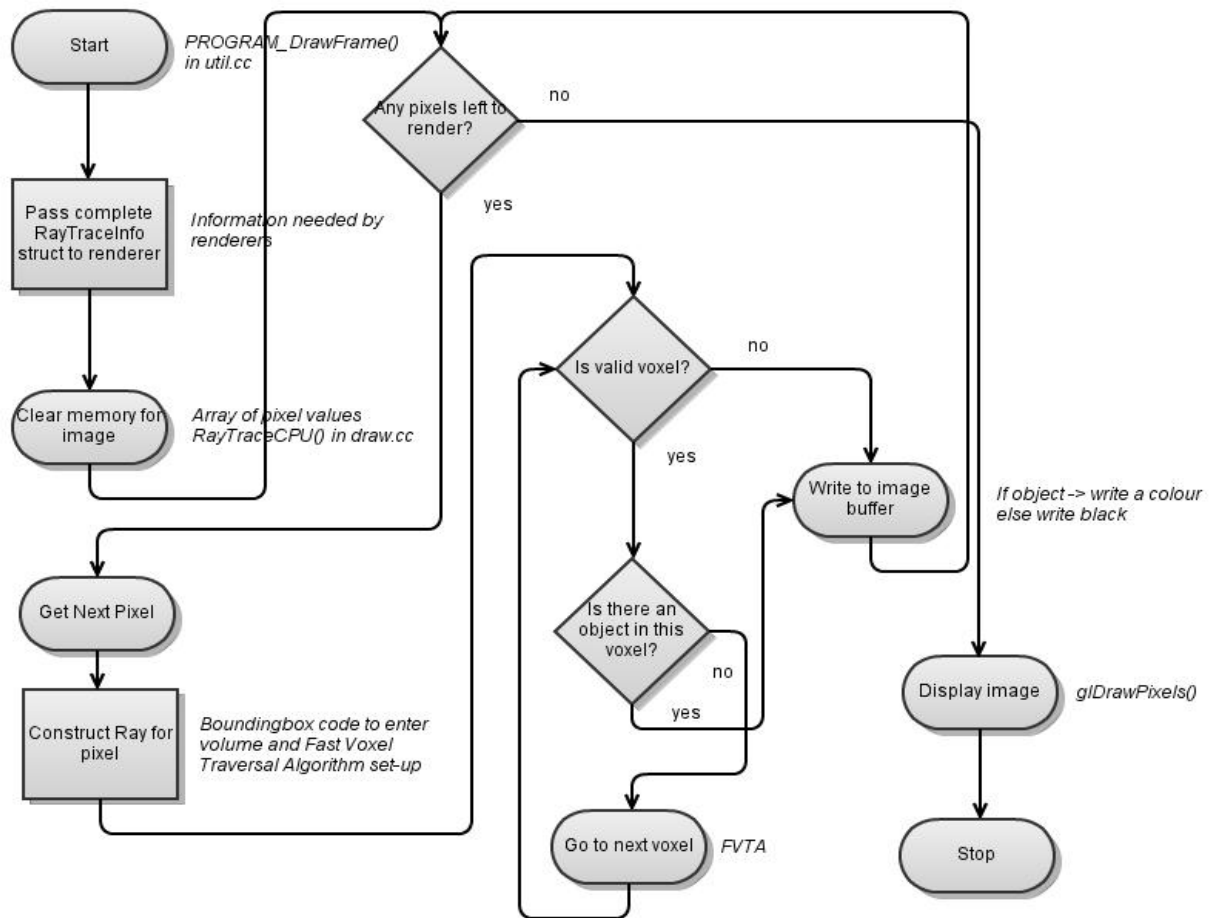 Start
PROGRAM_DrawFrame()
in util.cc
Any pixels left to
render?
no
yes
Pass complete
RayTraceInfo
struct to renderer
Information needed by
renderers
Is valid voxel?
no
yes
Clear memory for
image
Array of pixel values
RayTraceCPU() in draw.cc
Write to image
buffer
If object -> write a colour
else write black
Get Next Pixel
Is there an
object in this
voxel?
no
yes
Construct Ray for
pixel
Boundingbox code to enter
volume and Fast Voxel
Traversal Algorithm set-up
Display image
glDrawPixels()
Go to next voxel
FVTA
Stop